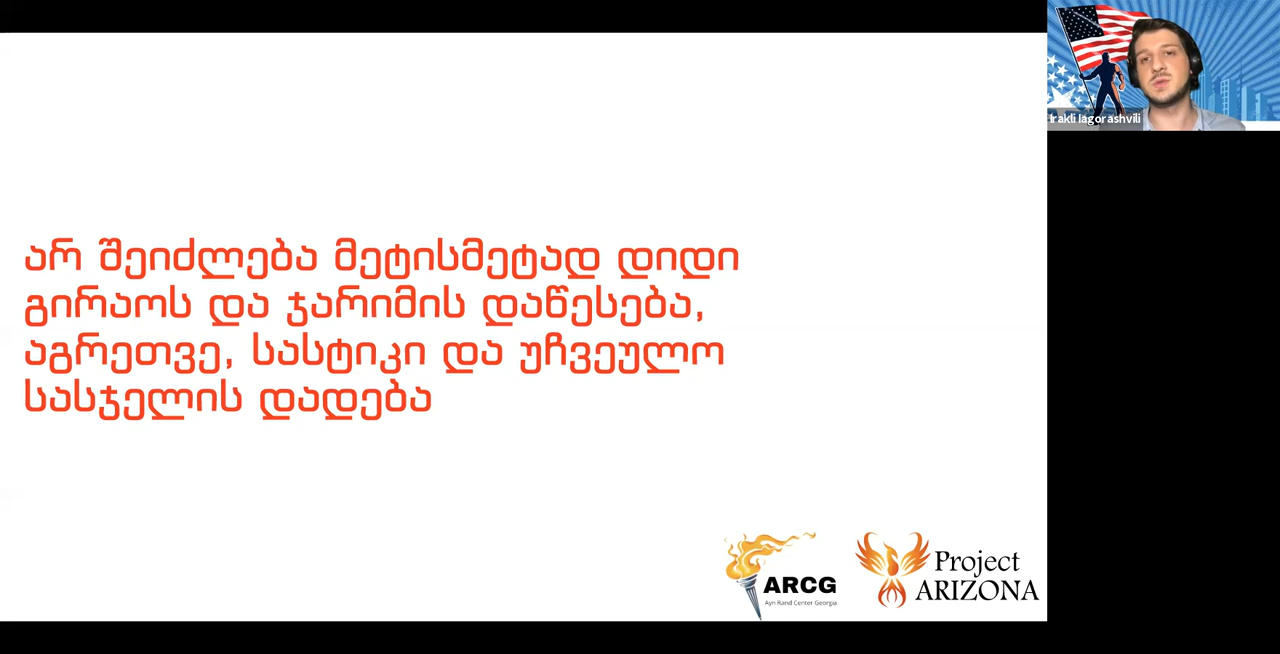 არ შეიძლება მეტისმეტად დიდი
გირაოს და ჯარიმის დაწესება,
აგრეთვე, სასტიკი და უჩვეულო
სასჯელის დადება
Irakli Iagorashvili
ARCG
Ayn Rand Center Georgia
Project
ARIZONA